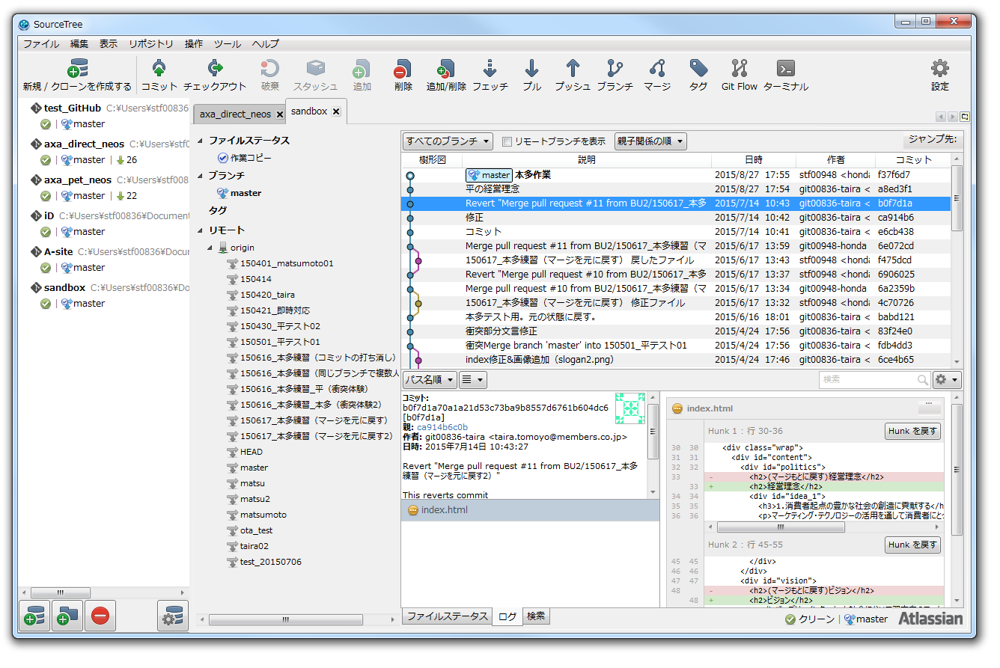 SourceTree
ファイル 編集 表示 リポジトリ 操作 ツール ヘルプ
新規 / クローンを作成する コミット チェックアウト 破棄 スタッシュ 追加 削除 追加/削除 フェッチ プル プッシュ ブランチ マージ タグ Git Flow ターミナル 設定
test_GitHub C:¥Users¥stf00836
master
axa_direct_neos C:¥Users¥stf0
master 26
axa_pet_neos C:¥Users¥stf008
master 22
iD C:¥Users¥stf00836¥Document
master
A-site C:¥Users¥stf00836¥Docur
master
sandbox C:¥Users¥stf00836¥Do
master
axa_direct_neos sandbox
ファイルステータス
作業コピー
ブランチ
master
タグ
リモート
origin
150401_matsumoto01
150414
150420_taira
150421_即時対応
150430_平テスト02
150501_平テスト01
150616_本多練習（コミットの打ち消し）
150616_本多練習（同じブランチで複数人
150616_本多練習_平（衝突体験）
150616_本多練習_本多（衝突体験2）
150617_本多練習（マージを元に戻す）
150617_本多練習（マージを元に戻す2）
HEAD
master
matsu
matsu2
matsumoto
ota_test
taira02
test_20150706
すべてのブランチ リモートブランチを表示 親子関係の順 ジャンプ先:
樹形図 説明 日時 作者 コミット
master 本多作業 2015/8/27 17:55 stf00948 <honda f37f6d7
平の経営理念 2015/8/27 17:54 git00836-taira < a8ed3f1
Revert "Merge pull request #11 from BU2/150617_本多 2015/7/14 10:43 git00836-taira < b0f7d1a
修正 2015/7/14 10:42 git00836-taira < ca914b6
コミット 2015/7/14 10:41 git00836-taira < e6cb438
Merge pull request #11 from BU2/150617_本多練習（マ 2015/6/17 13:59 git00948-honda 6e072cd
150617_本多練習（マージを元に戻す） 戻したファイル 2015/6/17 13:43 stf00948 <honda f475dcd
Revert "Merge pull request #10 from BU2/150617_本多 2015/6/17 13:37 stf00948 <honda 6906025
Merge pull request #10 from BU2/150617_本多練習（マ 2015/6/17 13:34 git00948-honda 6a2359b
150617_本多練習（マージを元に戻す） 修正ファイル 2015/6/17 13:32 stf00948 <honda 4c70726
本多テスト用。元の状態に戻す。 2015/6/16 18:01 git00836-taira < babd121
衝突部分文言修正 2015/4/24 17:56 git00836-taira < 83f24e0
衝突Merge branch 'master' into 150501_平テスト01 2015/4/24 17:56 git00836-taira < fdb4dd3
index修正&画像追加（slogan2.png） 2015/4/24 17:46 git00836-taira < 6ce4b65
パス名順 検索
コミット:
b0f7d1a70a1a21d53c73ba9b8557d6761b604dc6
[b0f7d1a]
親: ca914b6c0b
作者: git00836-taira <taira.tomoyo@members.co.jp>
日時: 2015年7月14日 10:43:27
Revert "Merge pull request #11 from BU2/150617_本多
練習（マージを元に戻す2）"
This reverts commit
index.html
index.html
Hunk 1：行 30-36 Hunk を戻す
30 30 <div class="wrap">
31 31 <div id="content">
32 32 <div id="politics">
33 - <h2>(マージもとに戻す)経営理念</h2>
33 + <h2>経営理念</h2>
34 34 <div id="idea_1">
35 35 <h3>1.消費者起点の豊かな社会の創造に貢献する</h
36 36 <p>マーケティング・テクノロジーの活用を通して消費者にとっ
Hunk 2：行 45-55 Hunk を戻す
45 45 </div>
46 46 </div>
47 47 <div id="vision">
48 - <h2>(マージもとに戻す)ビジョン</h2>
48 + <h2>ビジョン</h2>
ファイルステータス ログ 検索
クリーン master Atlassian